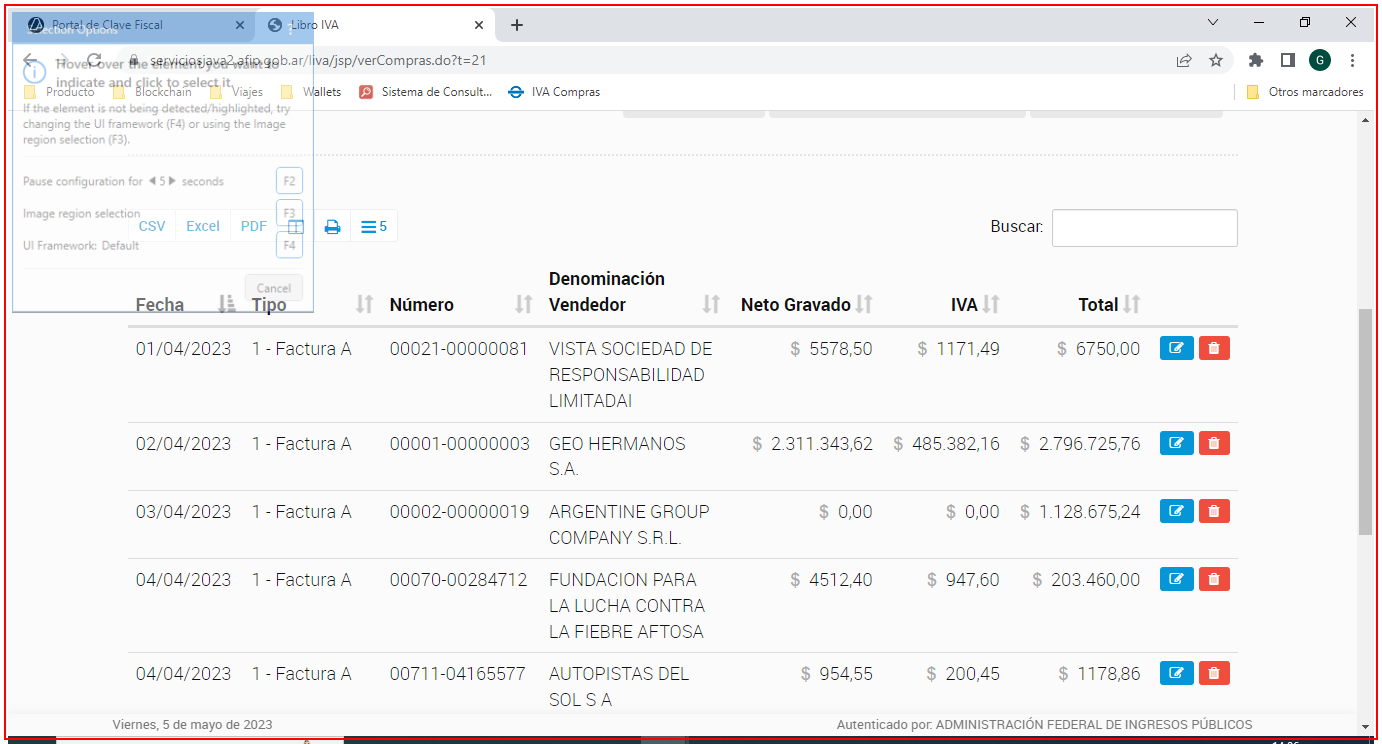 Portal de Clave Fiscal
Libro IVA
Selection Options
serviciosjava2.afip.gob.ar/liva/jsp/verCompras.do?t=21
G
Hover over the element you want to
indicate and click to select it.
Producto
Blockchain
Viajes
Wallets
Sistema de Consult...
IVA Compras
Otros marcadores
If the element is not being detected/highlighted, try
changing the UI framework (F4) or using the Image
region selection (F3).
Pause configuration for 5 seconds F2
Image region selection F3
UI Framework: Default F4
Cancel
CSV Excel PDF 5
Buscar:
Fecha Tipo Número Denominación Vendedor Neto Gravado IVA Total
01/04/2023 1 - Factura A 00021-00000081 VISTA SOCIEDAD DE $ 5578,50 $ 1171,49 $ 6750,00
RESPONSABILIDAD
LIMITADAI
02/04/2023 1 - Factura A 00001-00000003 GEO HERMANOS $ 2.311.343,62 $ 485.382,16 $ 2.796.725,76
S.A.
03/04/2023 1 - Factura A 00002-00000019 ARGENTINE GROUP $ 0,00 $ 0,00 $ 1.128.675,24
COMPANY S.R.L.
04/04/2023 1 - Factura A 00070-00284712 FUNDACION PARA $ 4512,40 $ 947,60 $ 203.460,00
LA LUCHA CONTRA
LA FIEBRE AFTOSA
04/04/2023 1 - Factura A 00711-04165577 AUTOPISTAS DEL $ 954,55 $ 200,45 $ 1178,86
SOL S A
Viernes, 5 de mayo de 2023
Autenticado por: ADMINISTRACIÓN FEDERAL DE INGRESOS PÚBLICOS